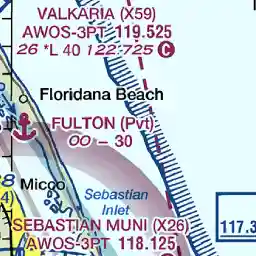 VALKARIA (X59)
AWOS-3PT 119.525
26 *L 40 122.725 C
Floridana Beach
FULTON (Pvt)
00 - 30
Micco
Sebastian
Inlet
SEBASTIAN MUNI (X26)
117.3
AWOS-3PT 118.125